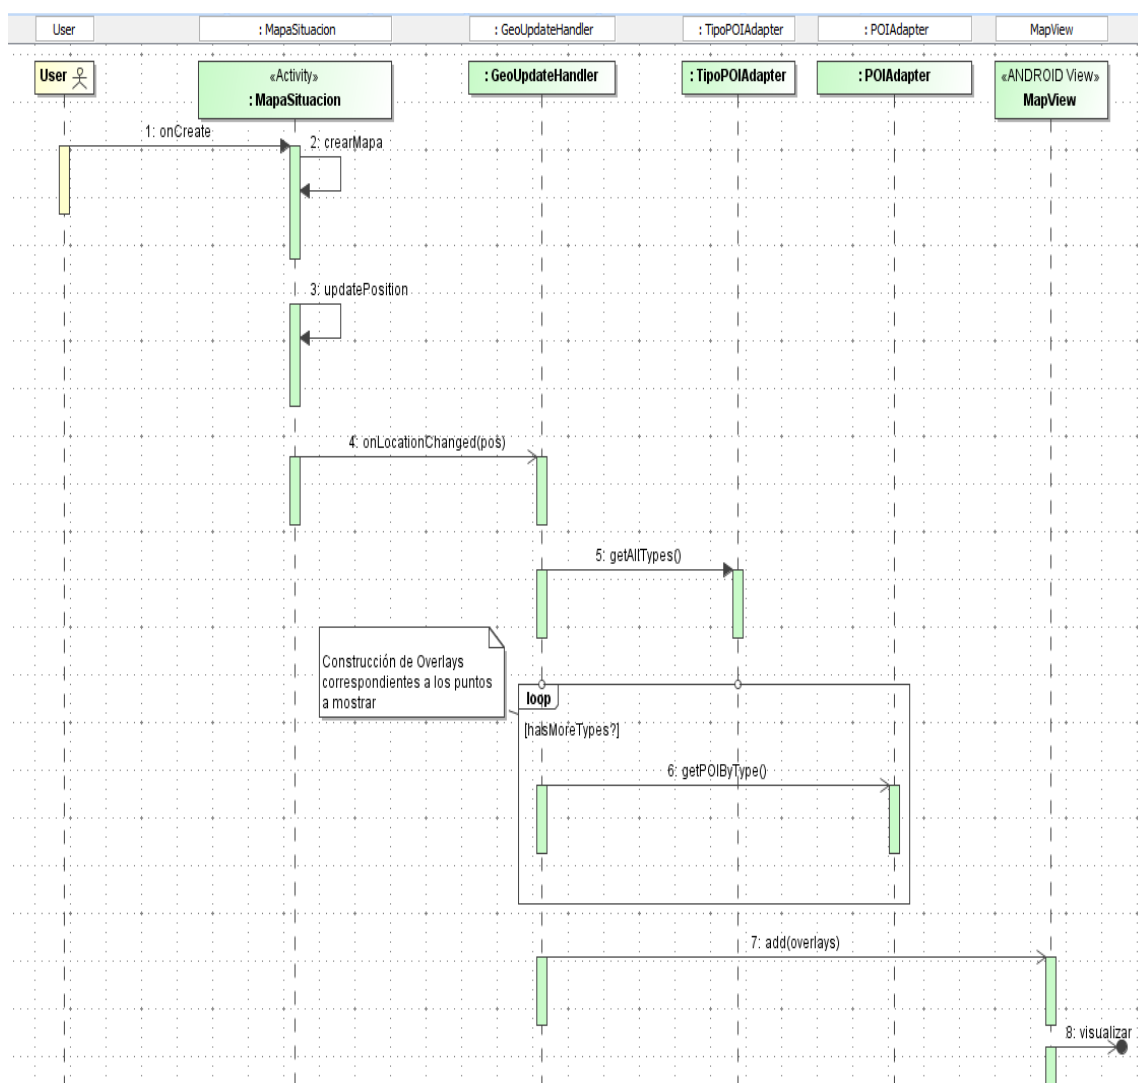 User
: MapaSituacion
: GeoUpdateHandler
: TipoPOIAdapter
: POIAdapter
MapView
User
«Activity»
: MapaSituacion
: GeoUpdateHandler
: TipoPOIAdapter
: POIAdapter
«ANDROID View»
MapView
1: onCreate
2: crearMapa
3: updatePosition
4: onLocationChanged(pos)
5: getAllTypes()
Construcción de Overlays
correspondientes a los puntos
a mostrar
loop
[hasMoreTypes?]
6: getPOIByType()
7: add(overlays)
8: visualizar